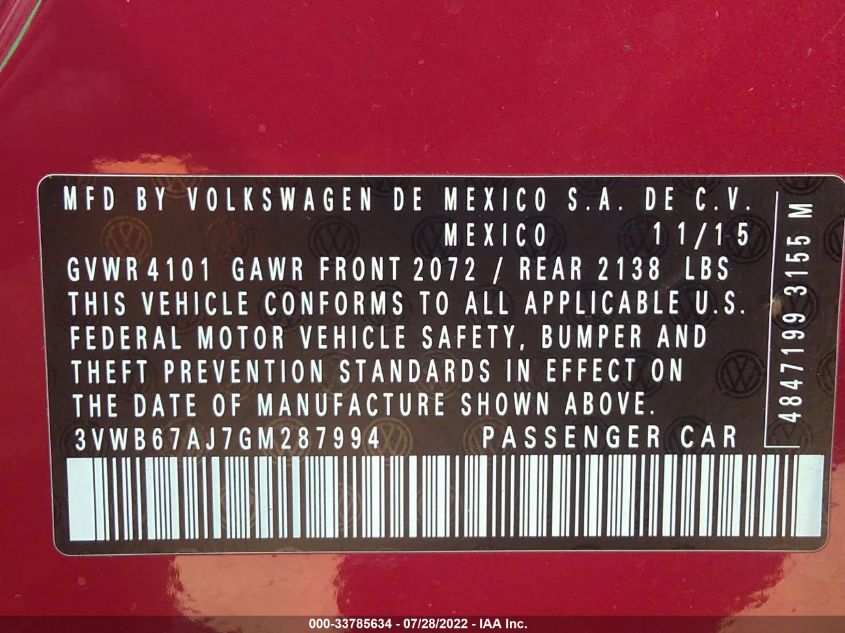 MFD BY VOLKSWAGEN DE MEXICO S.A. DE C.V.
MEXICO 11/15
GVWR 4101 GAWR FRONT 2072 / REAR 2138 LBS
THIS VEHICLE CONFORMS TO ALL APPLICABLE U.S.
FEDERAL MOTOR VEHICLE SAFETY, BUMPER AND
THEFT PREVENTION STANDARDS IN EFFECT ON
THE DATE OF MANUFACTURE SHOWN ABOVE.
3VWB67AJ7GM287994 PASSENGER CAR
4847199 3155 M
000-33785634 - 07/28/2022 - IAA Inc.